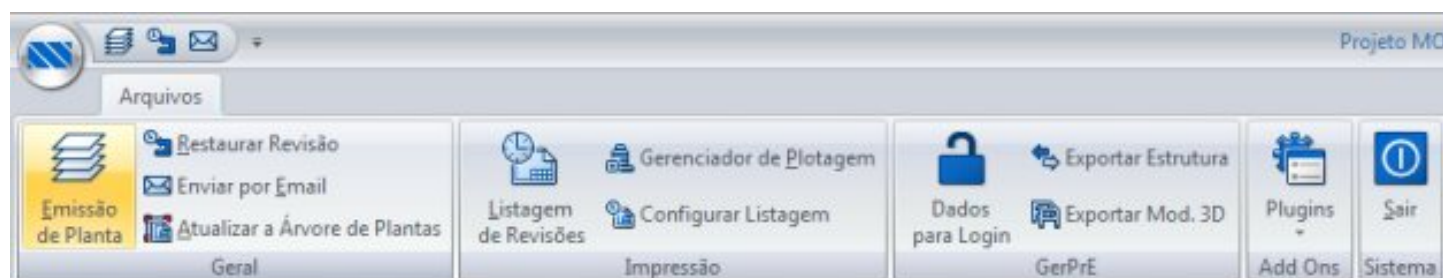 Projeto MO
Arquivos
Emissão
de Planta
Restaurar Revisão
Enviar por Email
Atualizar a Árvore de Plantas
Geral
Listagem
de Revisões
Gerenciador de Plotagem
Configurar Listagem
Impressão
Dados
para Login
Exportar Estrutura
Exportar Mod. 3D
GerPrE
Plugins
Add Ons
Sair
Sistema